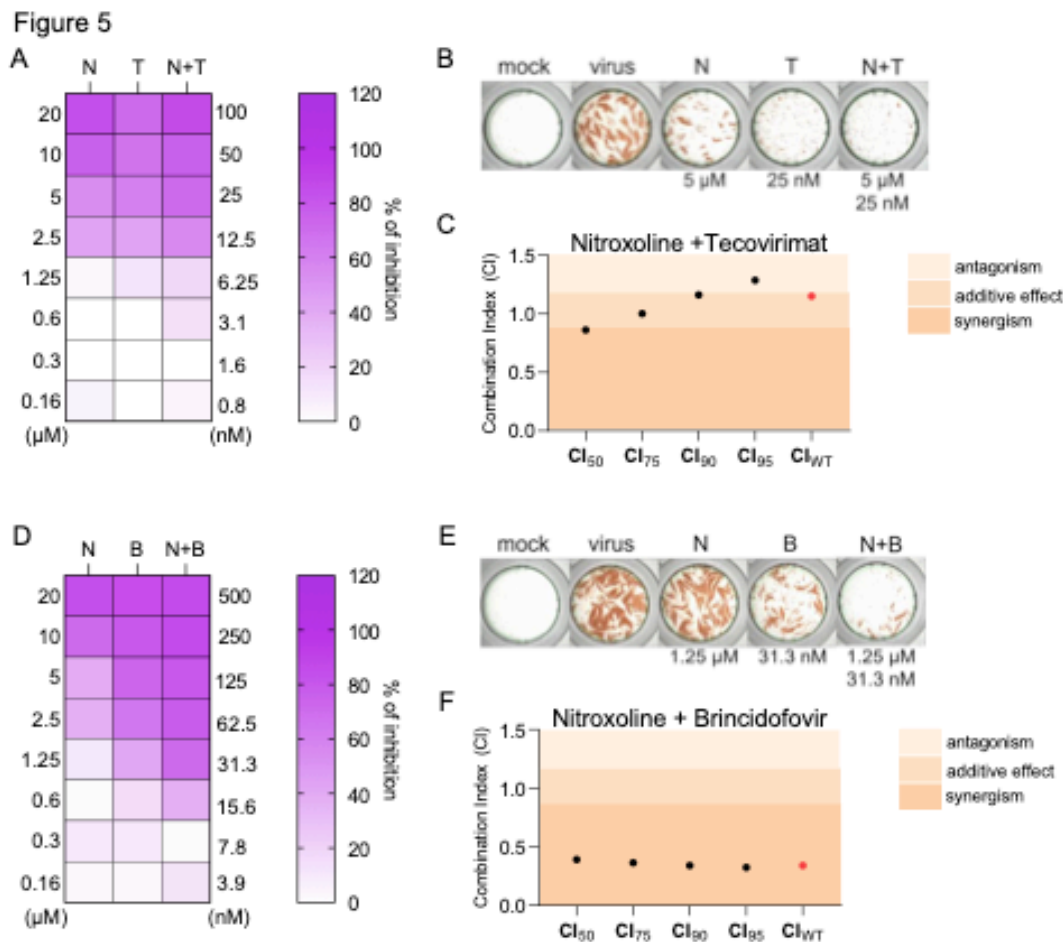 Figure 5
A
N T N+T
20 100
10 50
5 25
2.5 12.5
1.25 6.25
0.6 3.1
0.3 1.6
0.16 0.8
(µM) (nM)
120
100
80
60
40
20
0
% of inhibition
B
mock virus N T N+T
5 µM 25 nM 5 µM
25 nM
C
Nitroxoline +Tecovirimat
Combination Index (CI)
1.5
1.0
0.5
0.0
CI50 CI75 CI90 CI95 CIWT
antagonism
additive effect
synergism
D
N B N+B
20 500
10 250
5 125
2.5 62.5
1.25 31.3
0.6 15.6
0.3 7.8
0.16 3.9
(µM) (nM)
120
100
80
60
40
20
0
% of inhibition
E
mock virus N B N+B
1.25 µM 31.3 nM 1.25 µM
31.3 nM
F
Nitroxoline + Brincidofovir
Combination Index (CI)
1.5
1.0
0.5
0.0
CI50 CI75 CI90 CI95 CIWT
antagonism
additive effect
synergism